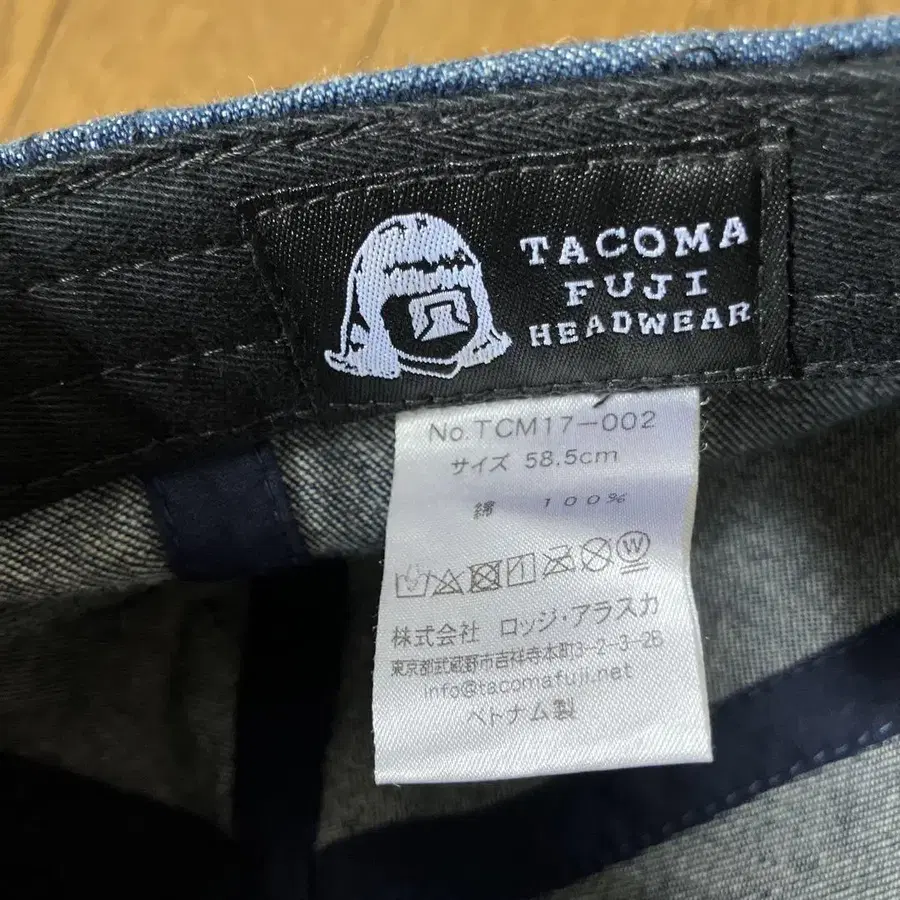 TACOMA
FUJI
HEADWEAR
No.TCM17-002
サイズ 58.5cm
綿 100%
W
株式会社 ロッジ・アラスカ
東京都武蔵野市吉祥寺本町3-2-3-2B
info@tacomafuji.net
ベトナム製